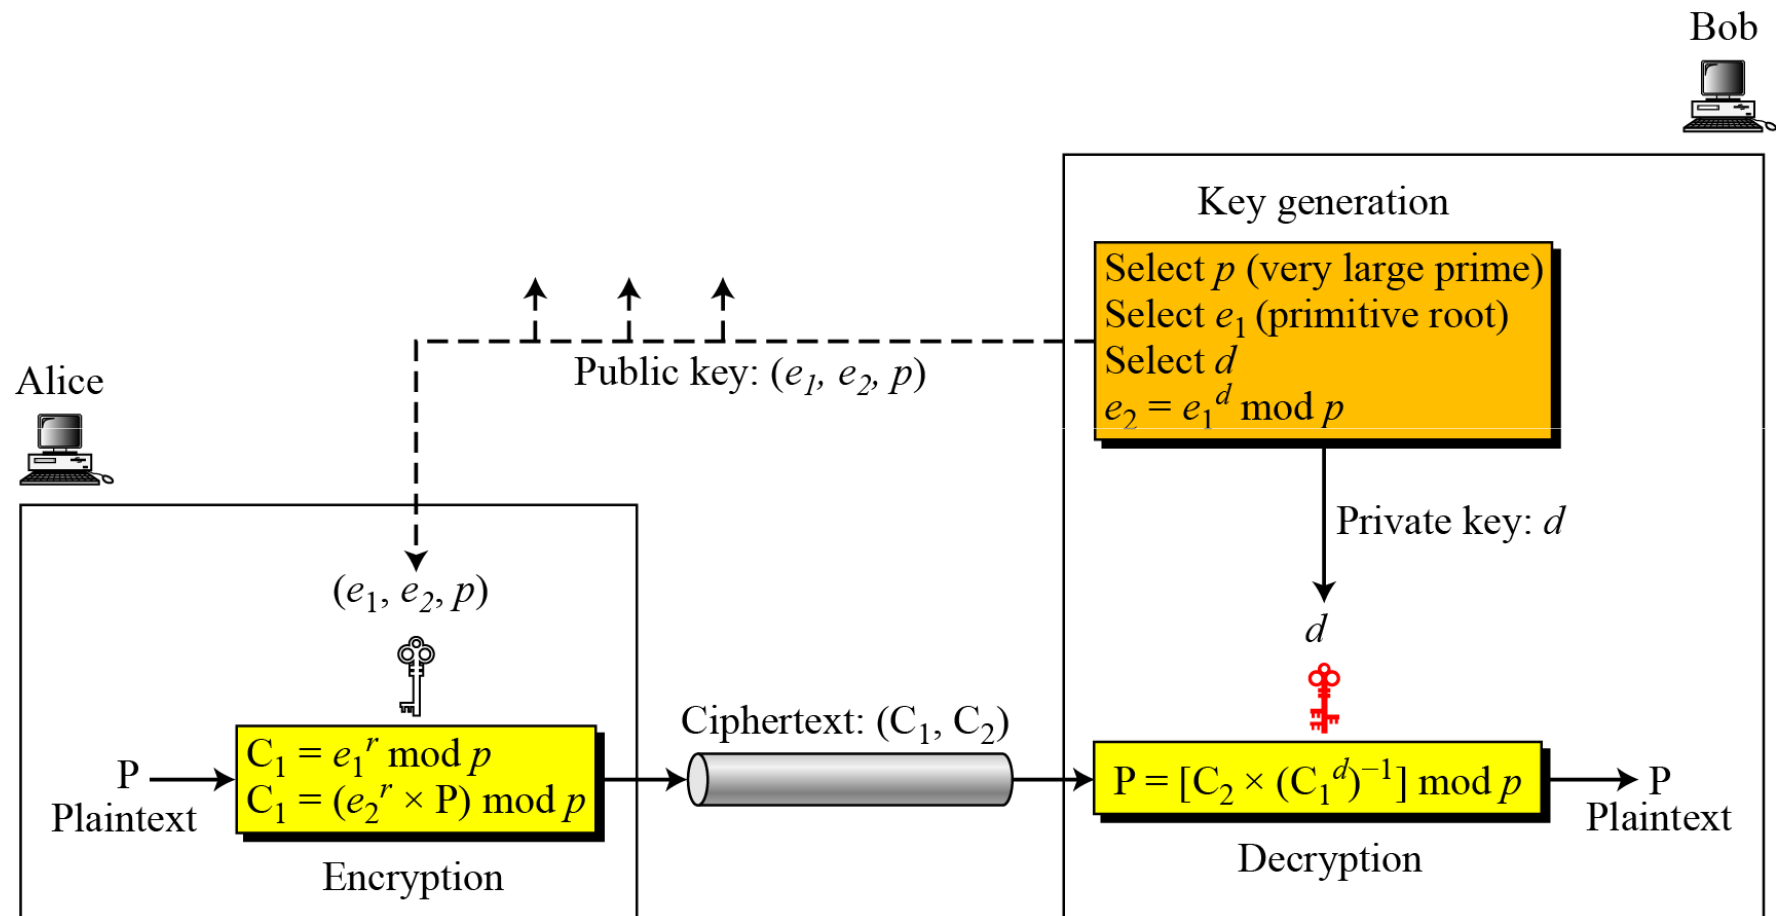 Bob
Key generation
Select p (very large prime)
Select e₁ (primitive root)
Select d
e₂ = e₁ᵈ mod p
Public key: (e₁, e₂, p)
Alice
Private key: d
(e₁, e₂, p)
d
Ciphertext: (C₁, C₂)
C₁ = e₁ʳ mod p
C₁ = (e₂ʳ × P) mod p
P
Plaintext
Encryption
P = [C₂ × (C₁ᵈ)⁻¹] mod p
P
Plaintext
Decryption